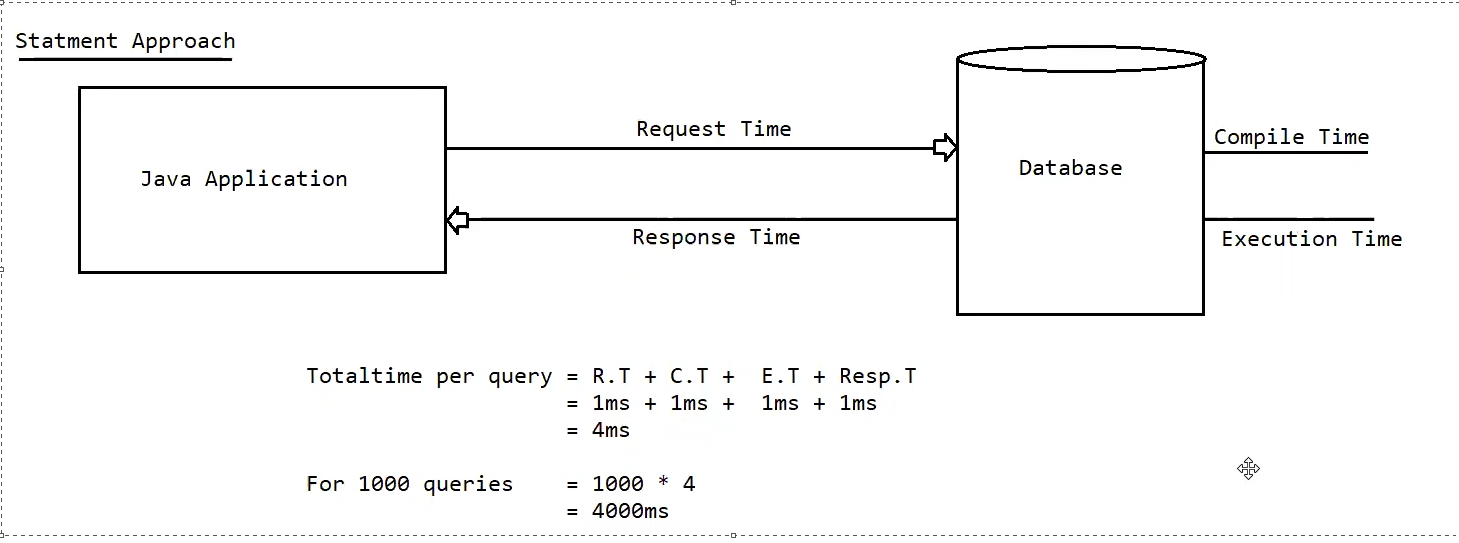 Statment Approach
Request Time
Compile Time
Java Application
Database
Response Time
Execution Time
Totaltime per query = R.T + C.T +  E.T + Resp.T
= 1ms + 1ms +  1ms + 1ms
= 4ms
For 1000 queries    = 1000 * 4
= 4000ms